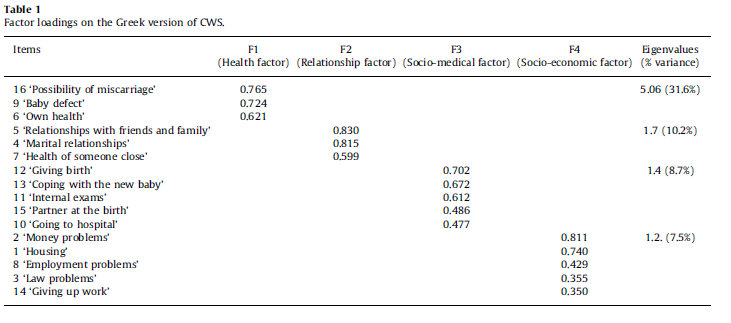 Table 1
Factor loadings on the Greek version of CWS.
Items F1 F2 F3 F4 Eigenvalues
(Health factor) (Relationship factor) (Socio-medical factor) (Socio-economic factor) (% variance)
16 ‘Possibility of miscarriage’ 0.765 5.06 (31.6%)
9 ‘Baby defect’ 0.724
6 ‘Own health’ 0.621
5 ‘Relationships with friends and family’ 0.830 1.7 (10.2%)
4 ‘Marital relationships’ 0.815
7 ‘Health of someone close’ 0.599
12 ‘Giving birth’ 0.702 1.4 (8.7%)
13 ‘Coping with the new baby’ 0.672
11 ‘Internal exams’ 0.612
15 ‘Partner at the birth’ 0.486
10 ‘Going to hospital’ 0.477
2 ‘Money problems’ 0.811 1.2. (7.5%)
1 ‘Housing’ 0.740
8 ‘Employment problems’ 0.429
3 ‘Law problems’ 0.355
14 ‘Giving up work’ 0.350